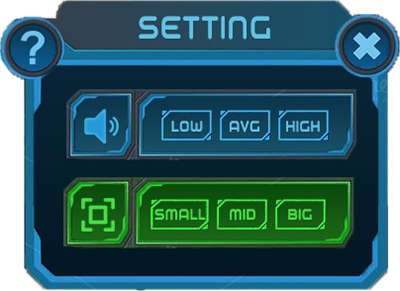 SETTING
?
LOW AVG HIGH
SMALL MID BIG